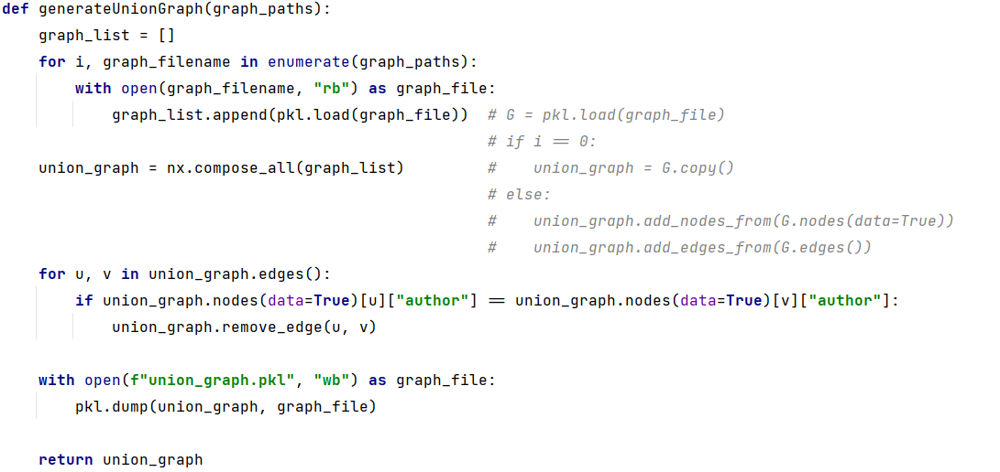 def generateUnionGraph(graph_paths):
    graph_list = []
    for i, graph_filename in enumerate(graph_paths):
        with open(graph_filename, "rb") as graph_file:
            graph_list.append(pkl.load(graph_file))  # G = pkl.load(graph_file)
                                                     # if i == 0:
    union_graph = nx.compose_all(graph_list)         #    union_graph = G.copy()
                                                     # else:
                                                     #    union_graph.add_nodes_from(G.nodes(data=True))
                                                     #    union_graph.add_edges_from(G.edges())
    for u, v in union_graph.edges():
        if union_graph.nodes(data=True)[u]["author"] == union_graph.nodes(data=True)[v]["author"]:
            union_graph.remove_edge(u, v)

    with open(f"union_graph.pkl", "wb") as graph_file:
        pkl.dump(union_graph, graph_file)

    return union_graph